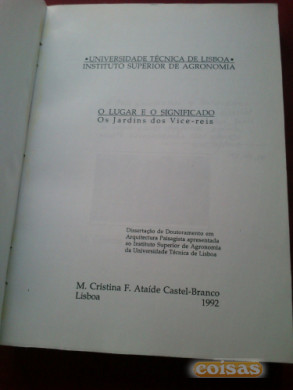 •UNIVERSIDADE TÉCNICA DE LISBOA•
INSTITUTO SUPERIOR DE AGRONOMIA
O LUGAR E O SIGNIFICADO
Os Jardins dos Vice-reis
Dissertação de Doutoramento em
Arquitectura Paisagista apresentada
ao Instituto Superior de Agronomia
da Universidade Técnica de Lisboa
M. Cristina F. Ataíde Castel-Branco
Lisboa 1992
coisas